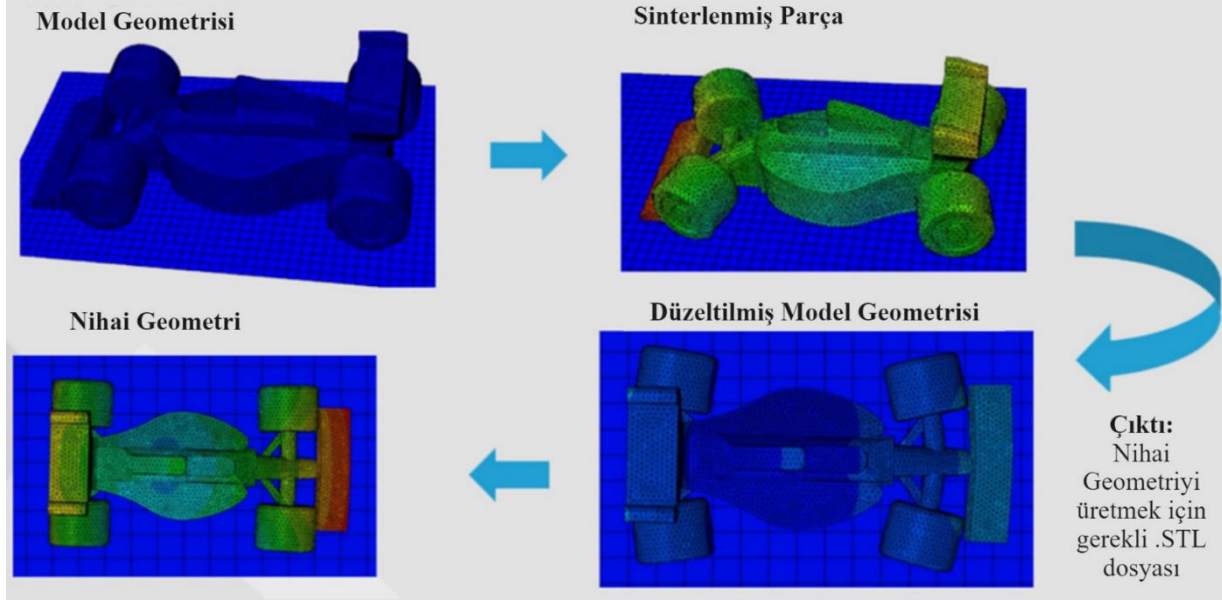 Model Geometrisi
Sinterlenmiş Parça
Nihai Geometri
Düzeltilmiş Model Geometrisi
Çıktı:
Nihai
Geometriyi
üretmek için
gerekli .STL
dosyası